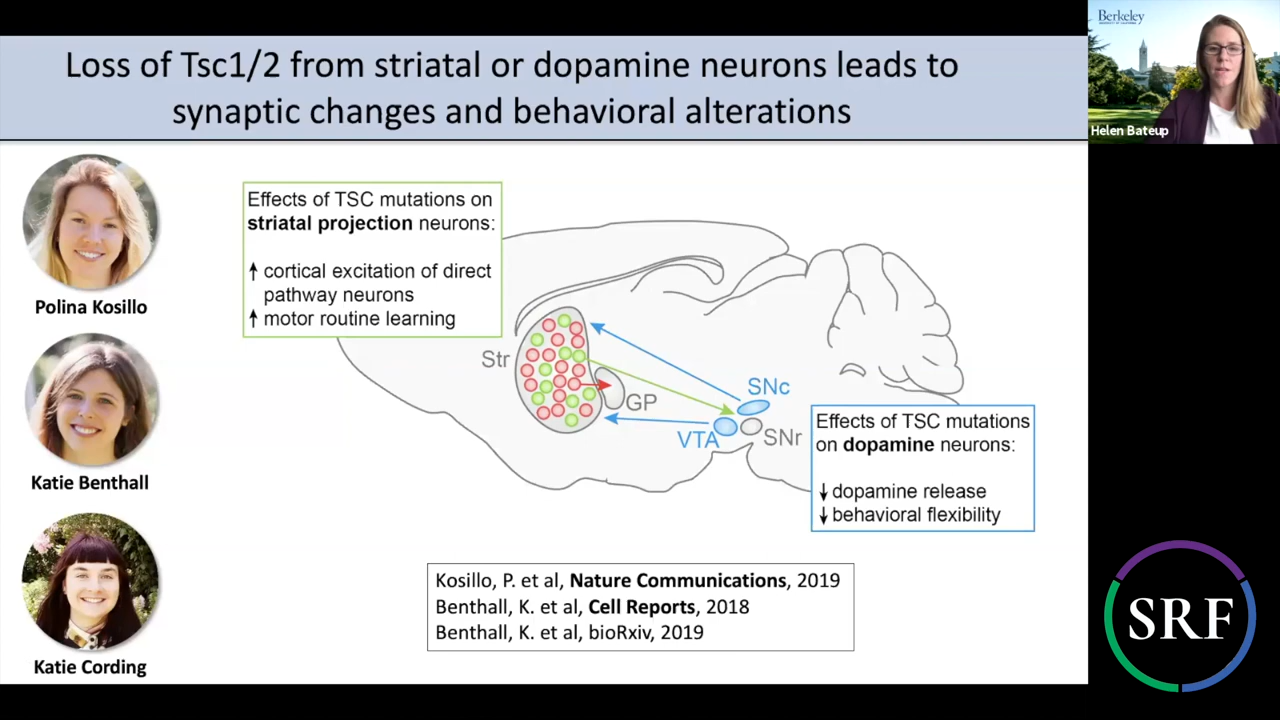 Loss of Tsc1/2 from striatal or dopamine neurons leads to
synaptic changes and behavioral alterations
Berkeley
Helen Bateup
Polina Kosillo
Katie Benthall
Katie Cording
Effects of TSC mutations on
striatal projection neurons:
↑ cortical excitation of direct
pathway neurons
↑ motor routine learning
Str
GP
SNc
VTA
SNr
Effects of TSC mutations
on dopamine neurons:
↓ dopamine release
↓ behavioral flexibility
Kosillo, P. et al, Nature Communications, 2019
Benthall, K. et al, Cell Reports, 2018
Benthall, K. et al, bioRxiv, 2019
SRF